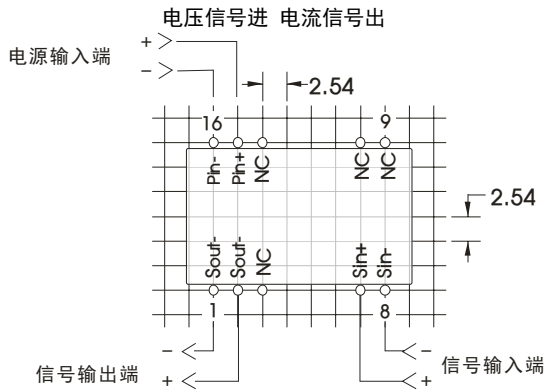 电压信号进 电流信号出
+
电源输入端
−
2.54
16
9
Pin-
Pin+
NC
NC
NC
2.54
Sout-
Sout-
NC
Sin+
Sin-
1
8
−
−
信号输出端
信号输入端
+
+